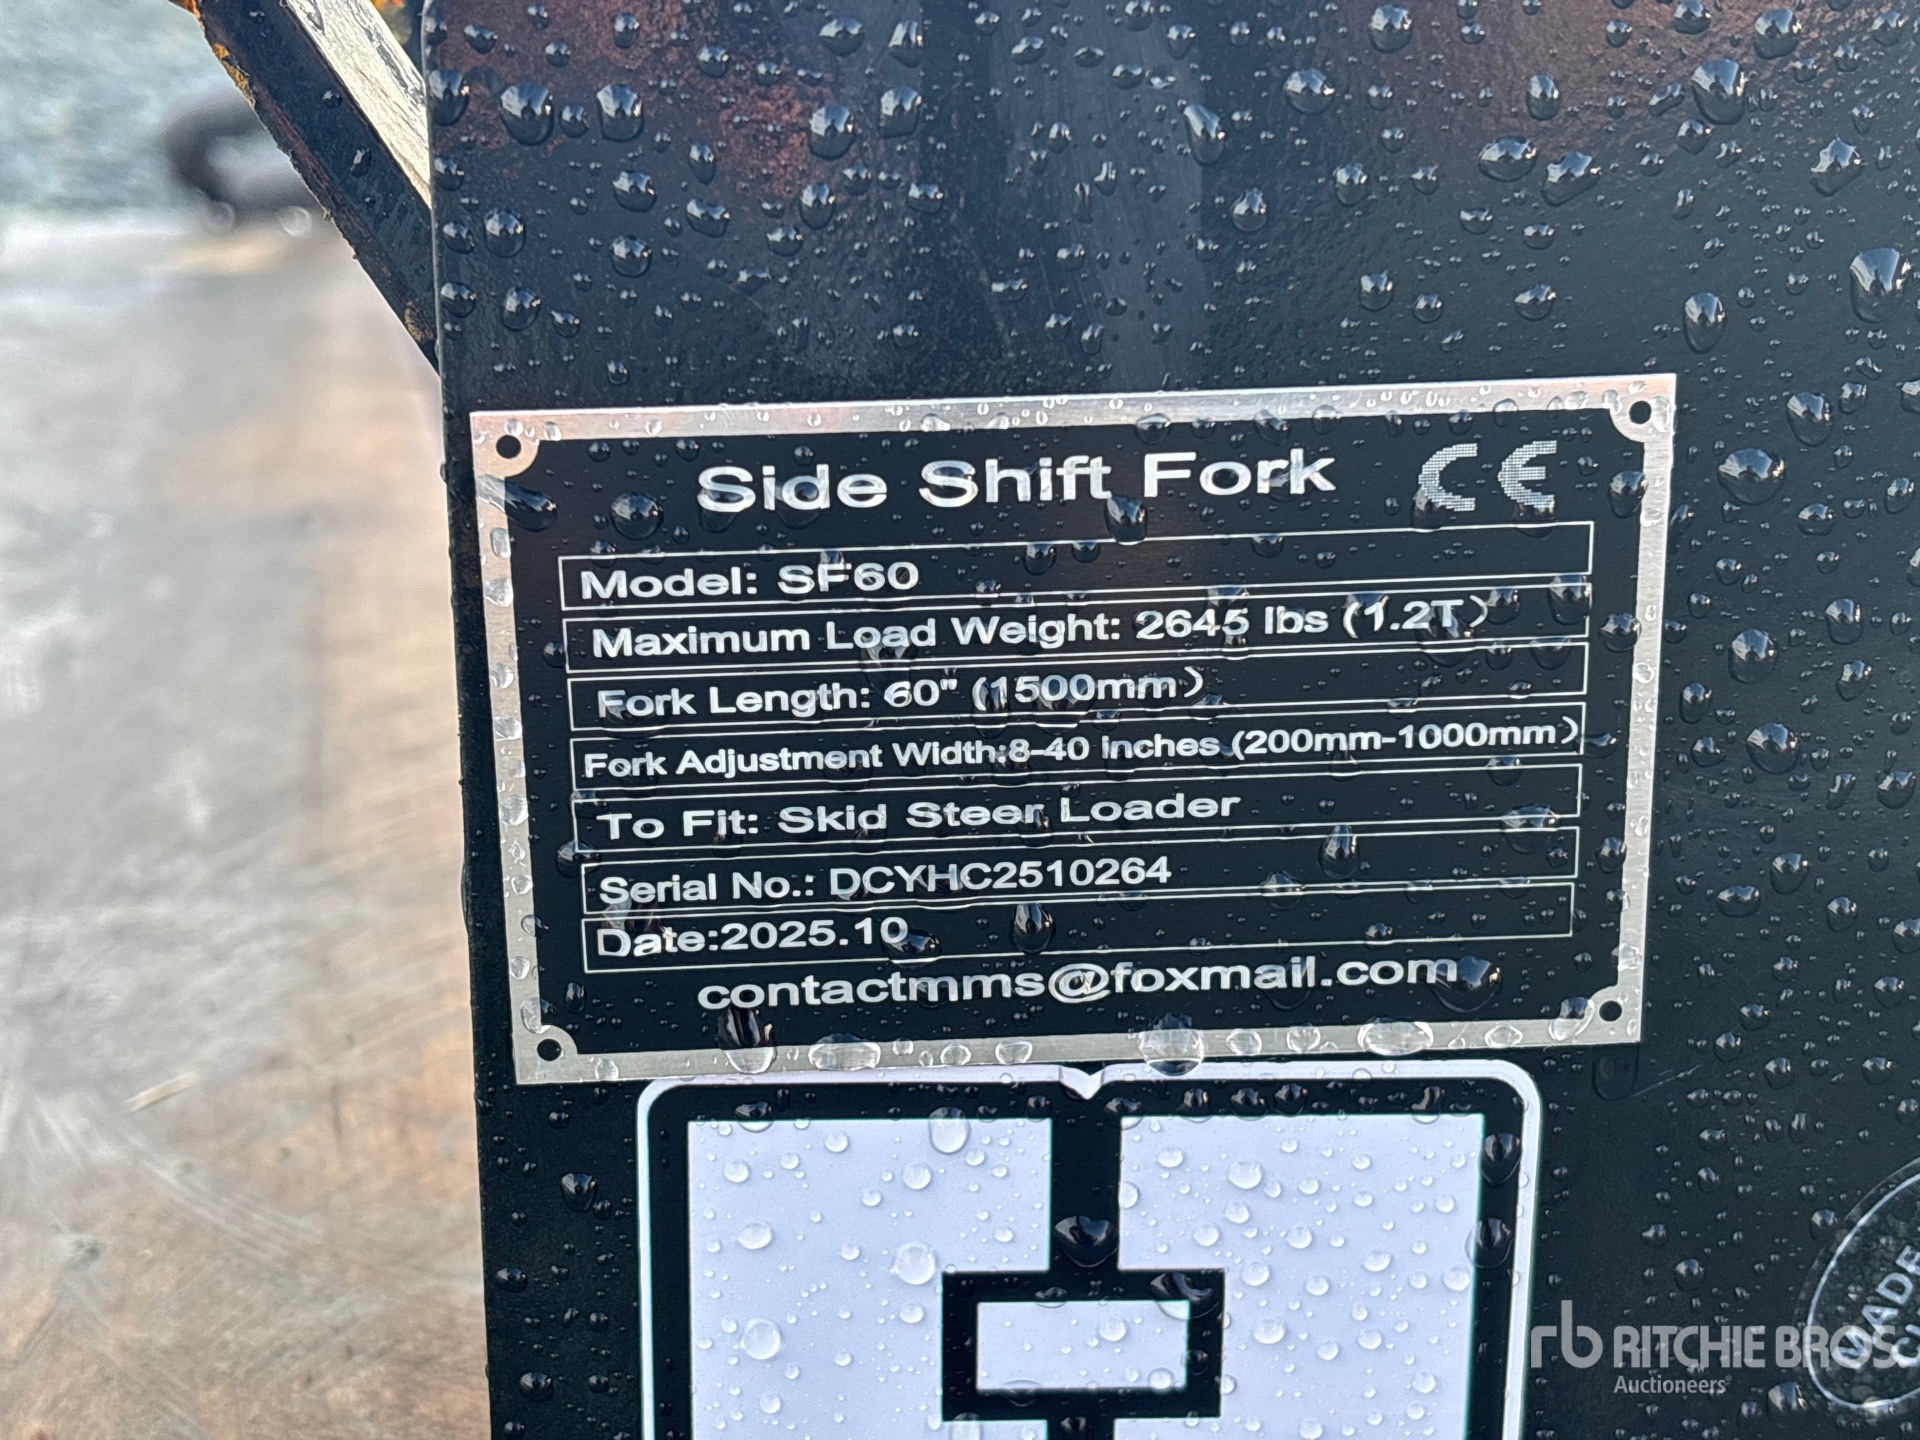 Side Shift Fork CE
Model: SF60
Maximum Load Weight: 2645 lbs (1.2T)
Fork Length: 60" (1500mm)
Fork Adjustment Width:8-40 inches (200mm-1000mm)
To Fit: Skid Steer Loader
Serial No.: DCYHC2510264
Date:2025.10
contactmms@foxmail.com
MADE
rb RITCHIE BROS
Auctioneers